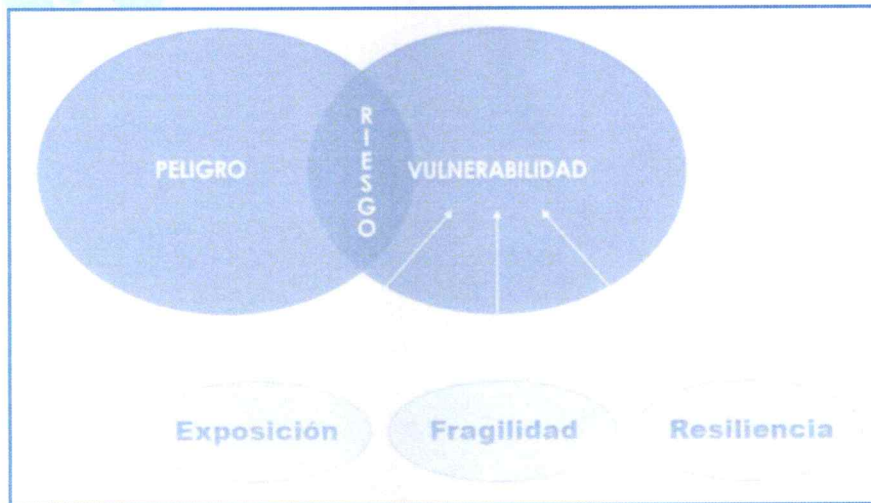 PELIGRO
RIESGO
VULNERABILIDAD
Exposición
Fragilidad
Resiliencia